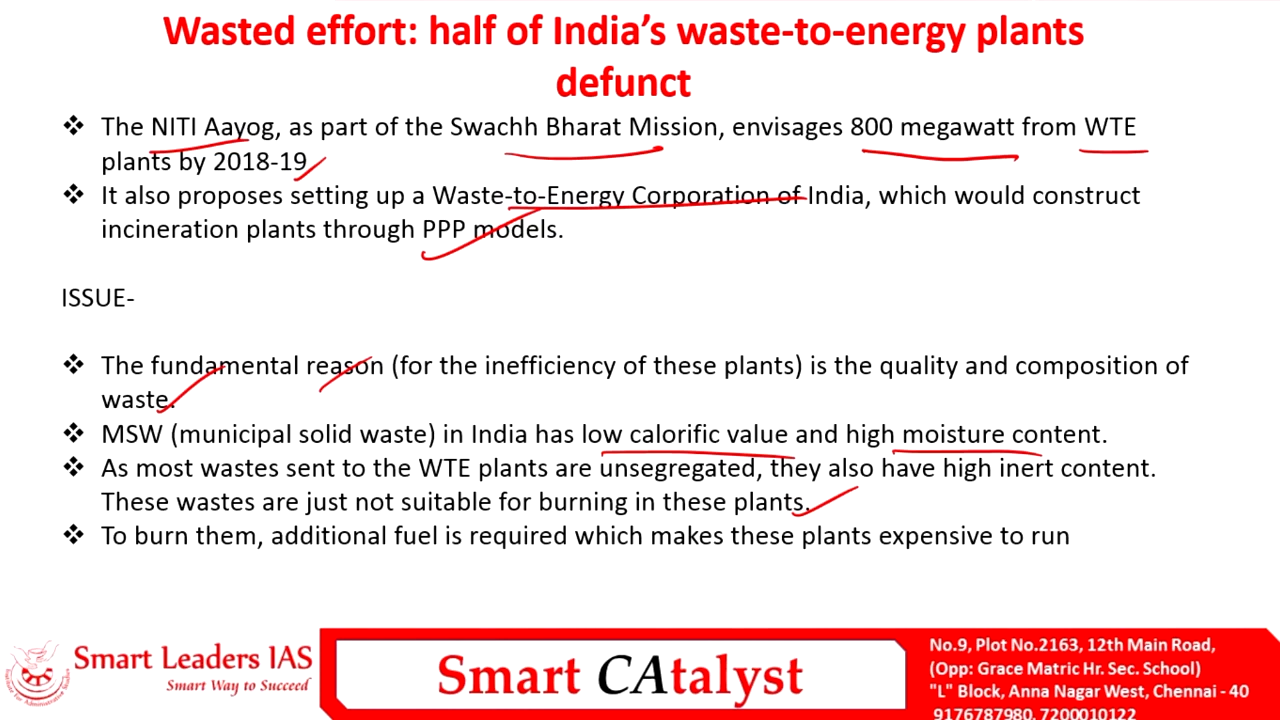 Wasted effort: half of India’s waste-to-energy plants
defunct
❖ The NITI Aayog, as part of the Swachh Bharat Mission, envisages 800 megawatt from WTE
plants by 2018-19
❖ It also proposes setting up a Waste-to-Energy Corporation of India, which would construct
incineration plants through PPP models.
ISSUE-
❖ The fundamental reason (for the inefficiency of these plants) is the quality and composition of
waste.
❖ MSW (municipal solid waste) in India has low calorific value and high moisture content.
❖ As most wastes sent to the WTE plants are unsegregated, they also have high inert content.
These wastes are just not suitable for burning in these plants.
❖ To burn them, additional fuel is required which makes these plants expensive to run
Smart Leaders IAS
Smart Way to Succeed
Smart CAtalyst
No.9, Plot No.2163, 12th Main Road,
(Opp: Grace Matric Hr. Sec. School)
"L" Block, Anna Nagar West, Chennai - 40
9176787980, 7200010122